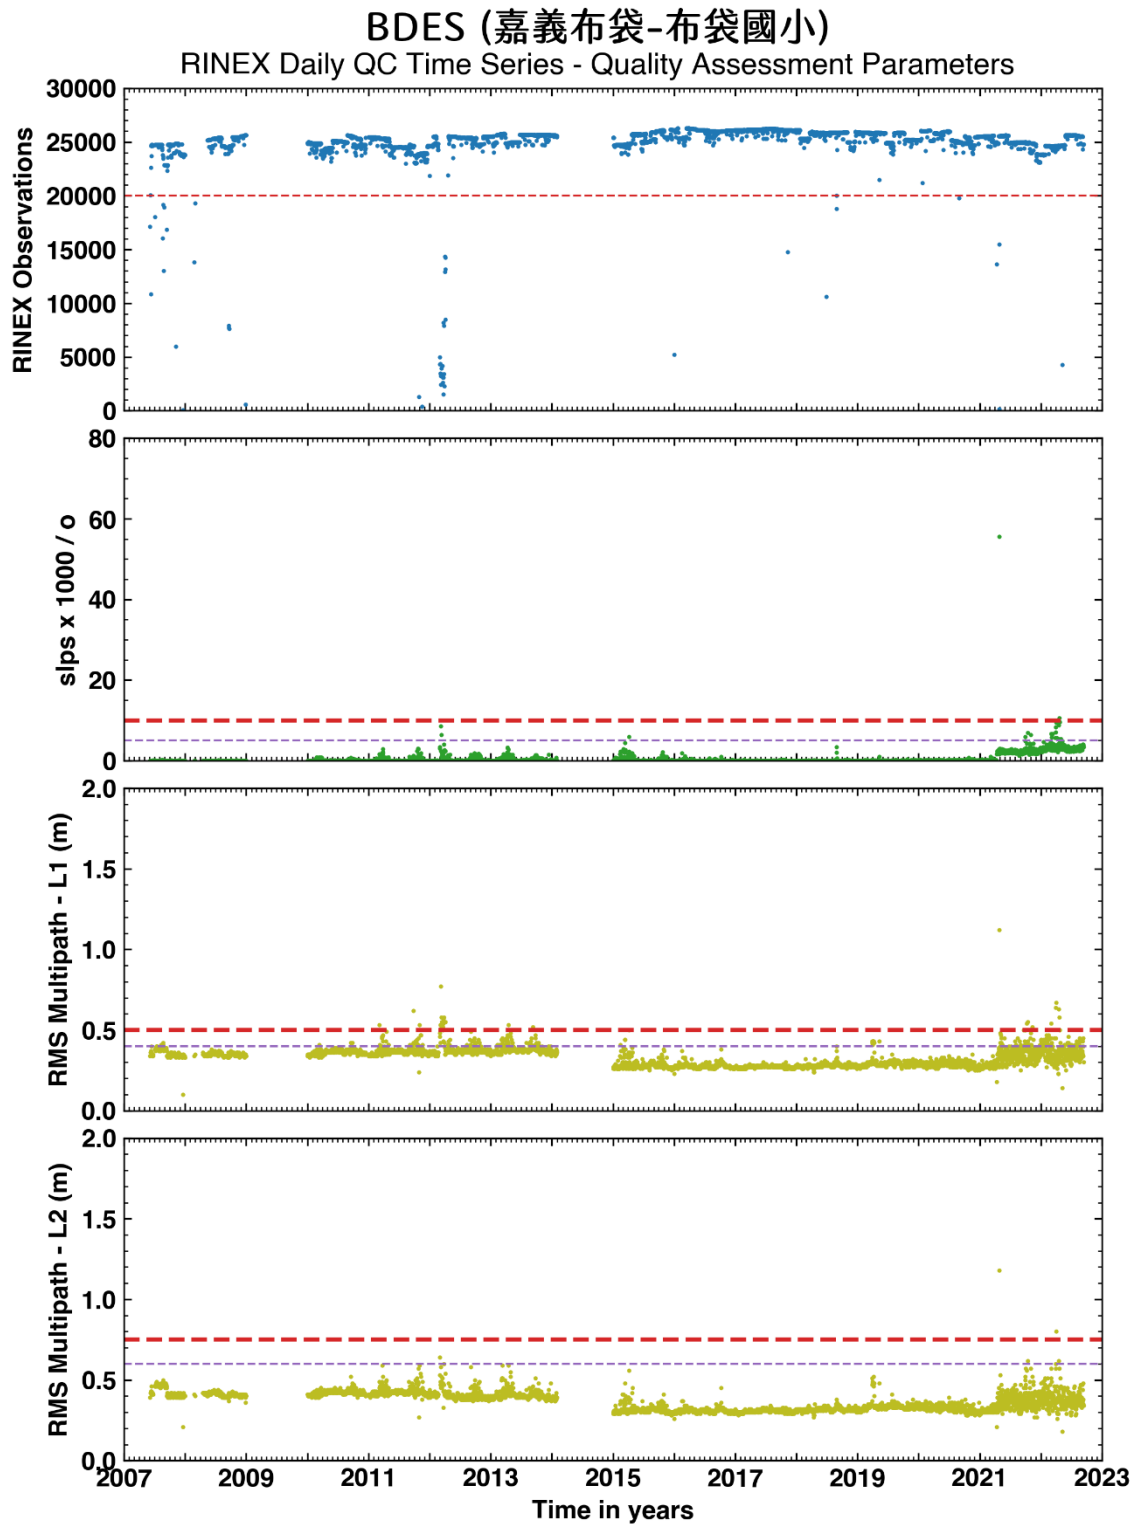 BDES (嘉義布袋-布袋國小)
RINEX Daily QC Time Series - Quality Assessment Parameters
RINEX Observations
30000
25000
20000
15000
10000
5000
0
slps x 1000 / o
80
60
40
20
0
RMS Multipath - L1 (m)
2.0
1.5
1.0
0.5
0.0
RMS Multipath - L2 (m)
2.0
1.5
1.0
0.5
0.0
2007 2009 2011 2013 2015 2017 2019 2021 2023
Time in years